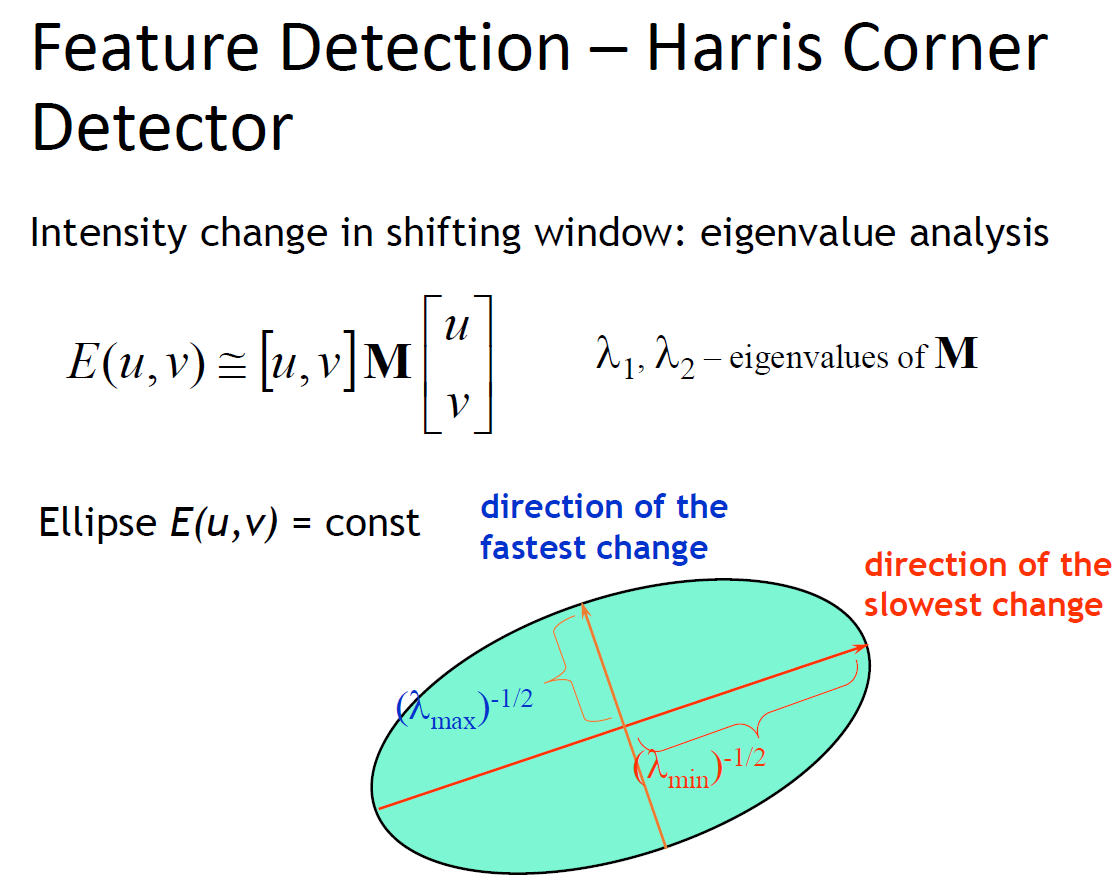 Feature Detection – Harris Corner
Detector
Intensity change in shifting window: eigenvalue analysis
E(u,v) ≅ [u,v] M [u v]
λ1, λ2 – eigenvalues of M
Ellipse E(u,v) = const
direction of the
fastest change
direction of the
slowest change
(λmax)-1/2
(λmin)-1/2